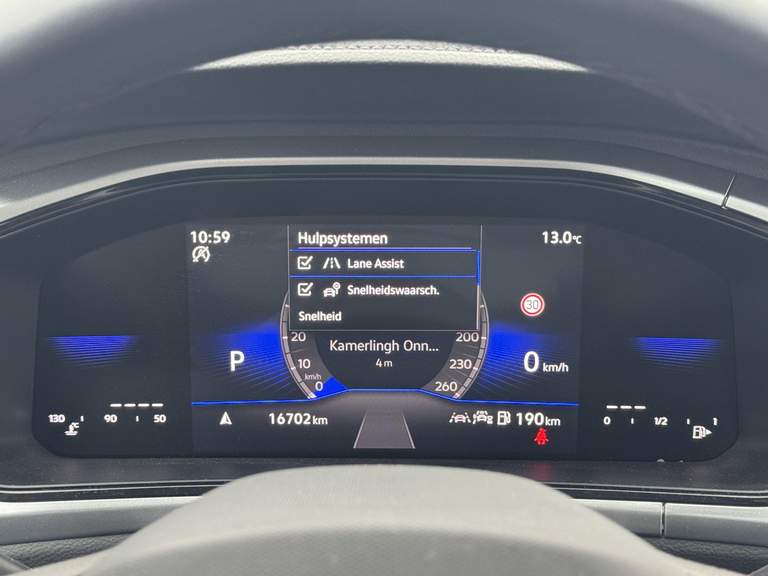 10:59
Hulpsystemen
13.0°C
Lane Assist
Snelheidswaarsch.
Snelheid
30
20
Kamerlingh Onn...
200
P
10
4 m
230
0 km/h
km/h
0
260
130 90 50
16702 km
190 km
0 1/2 1